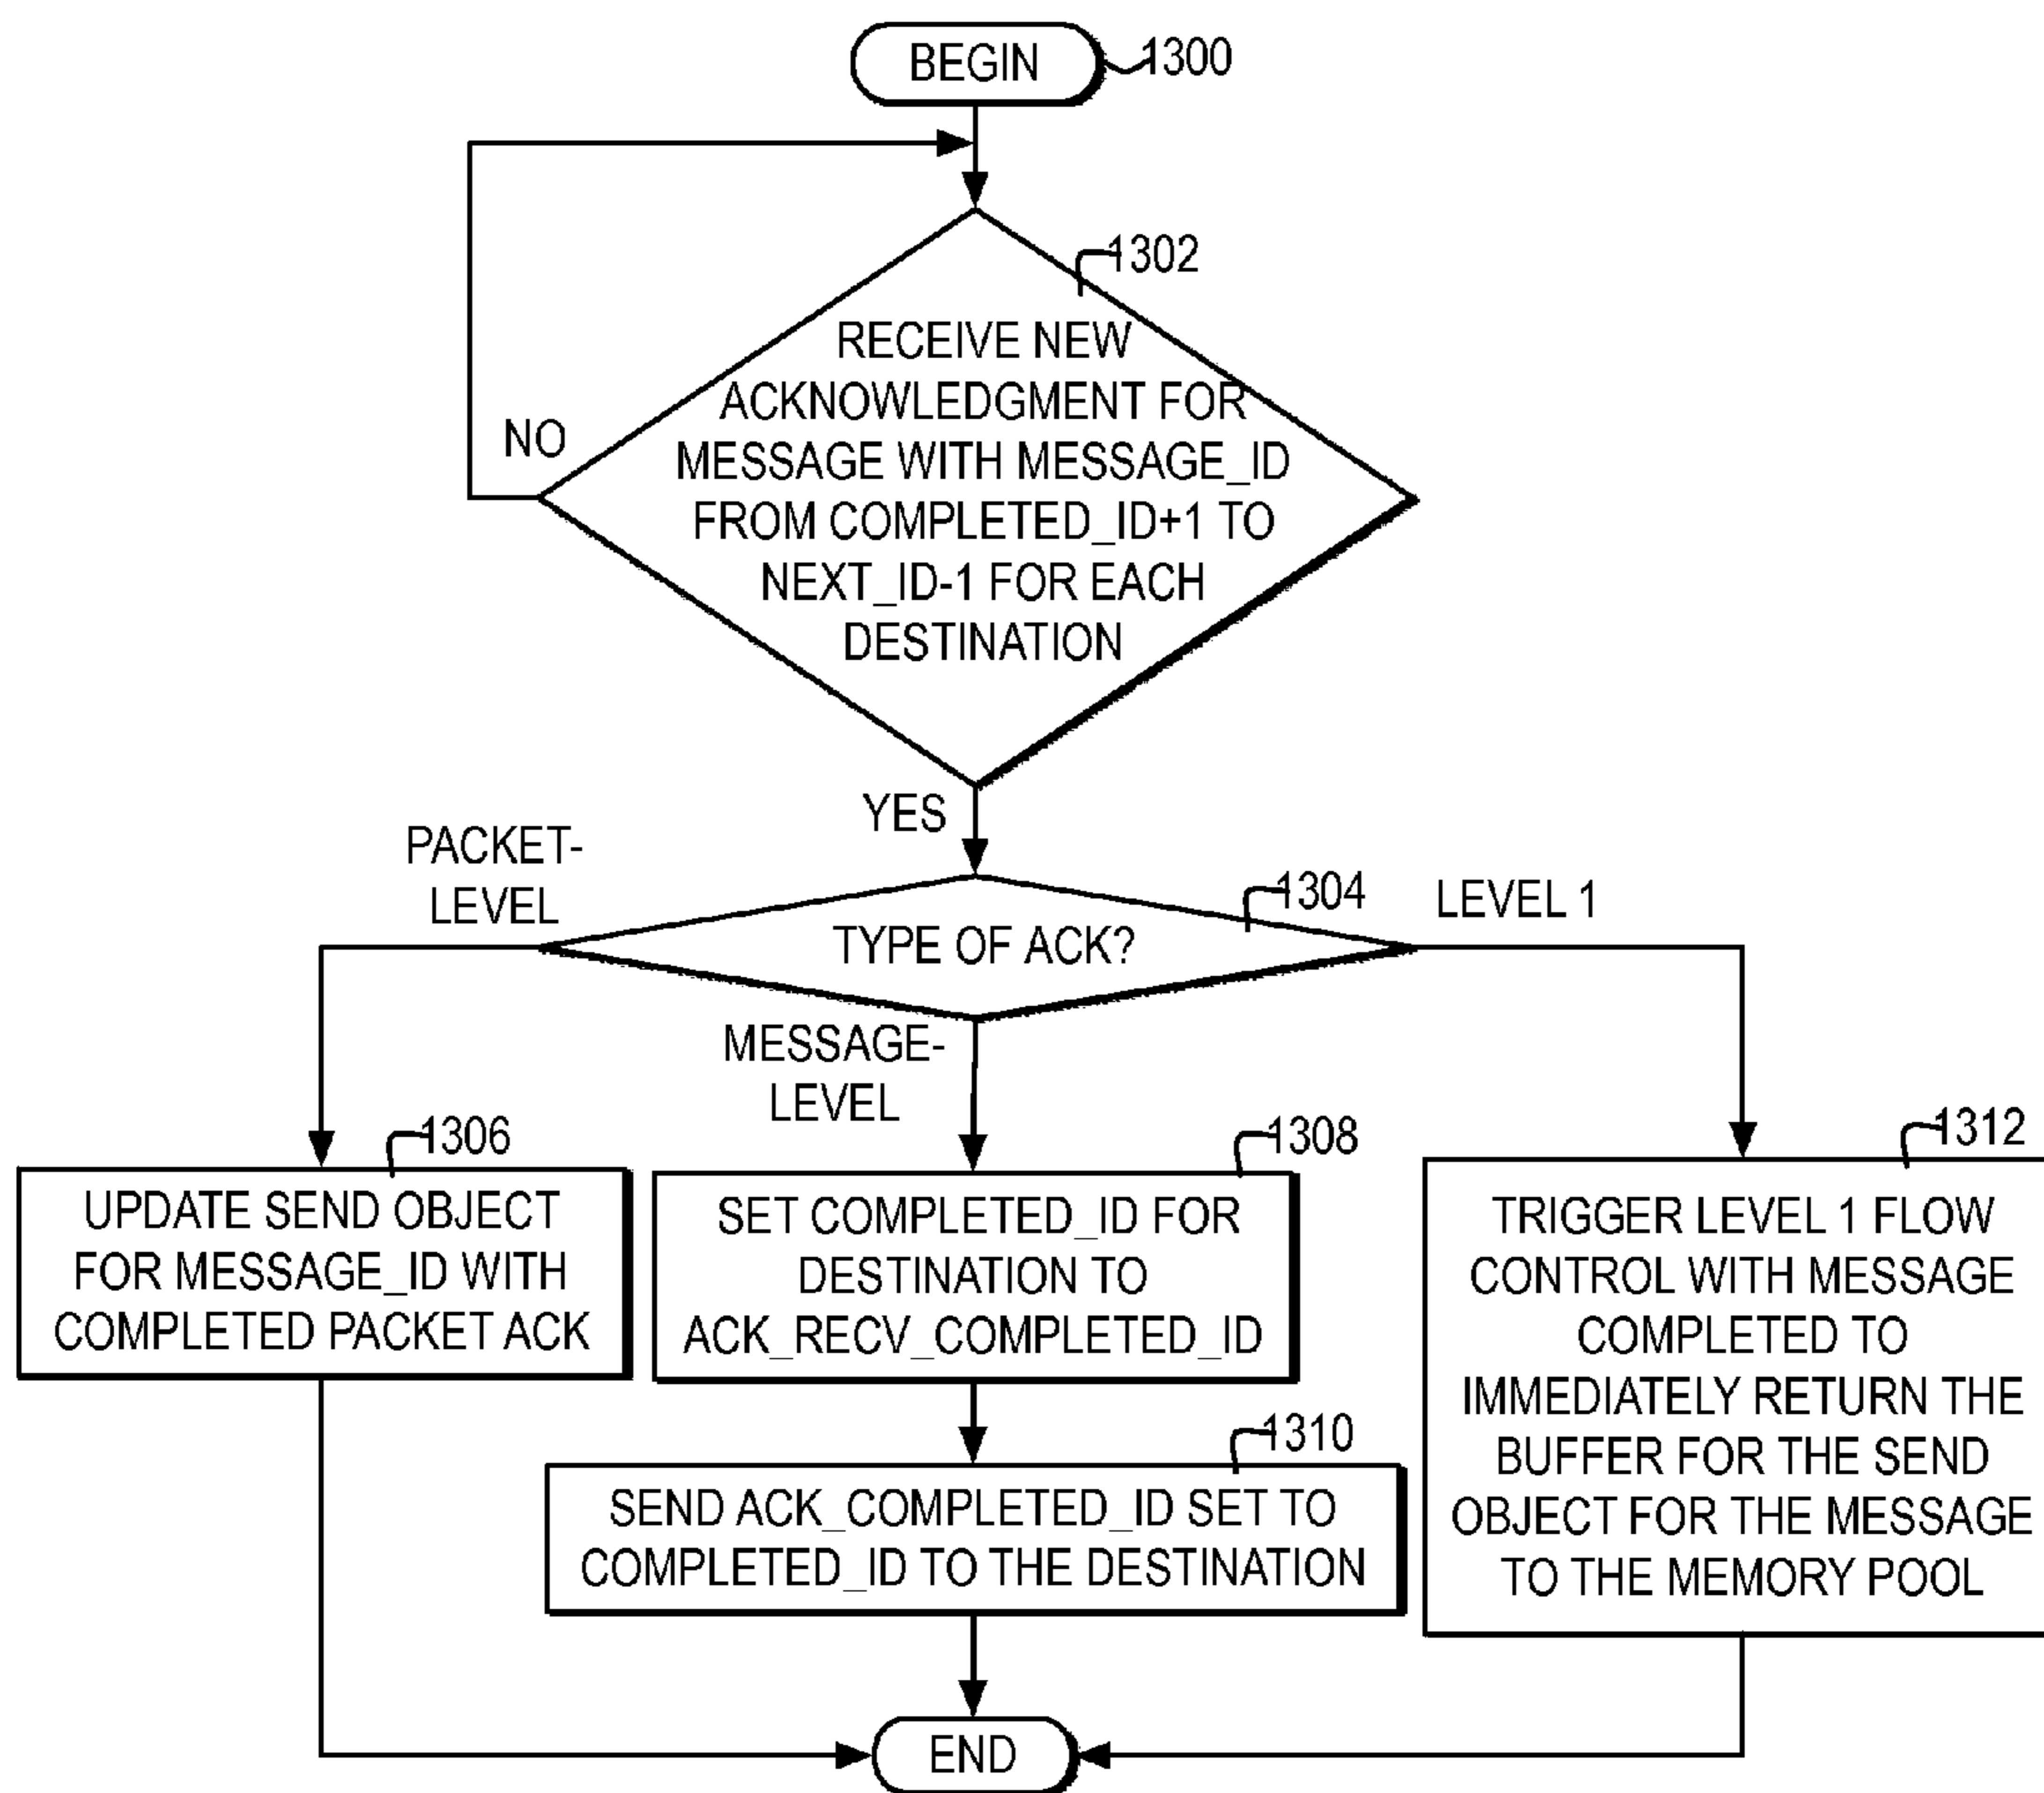 BEGIN
1300
1302
RECEIVE NEW
ACKNOWLEDGMENT FOR
MESSAGE WITH MESSAGE_ID
FROM COMPLETED_ID+1 TO
NEXT_ID-1 FOR EACH
DESTINATION
NO
YES
PACKET-
LEVEL
1304
LEVEL 1
TYPE OF ACK?
MESSAGE-
LEVEL
1306
UPDATE SEND OBJECT
FOR MESSAGE_ID WITH
COMPLETED PACKET ACK
1308
SET COMPLETED_ID FOR
DESTINATION TO
ACK_RECV_COMPLETED_ID
1310
SEND ACK_COMPLETED_ID SET TO
COMPLETED_ID TO THE DESTINATION
1312
TRIGGER LEVEL 1 FLOW
CONTROL WITH MESSAGE
COMPLETED TO
IMMEDIATELY RETURN THE
BUFFER FOR THE SEND
OBJECT FOR THE MESSAGE
TO THE MEMORY POOL
END